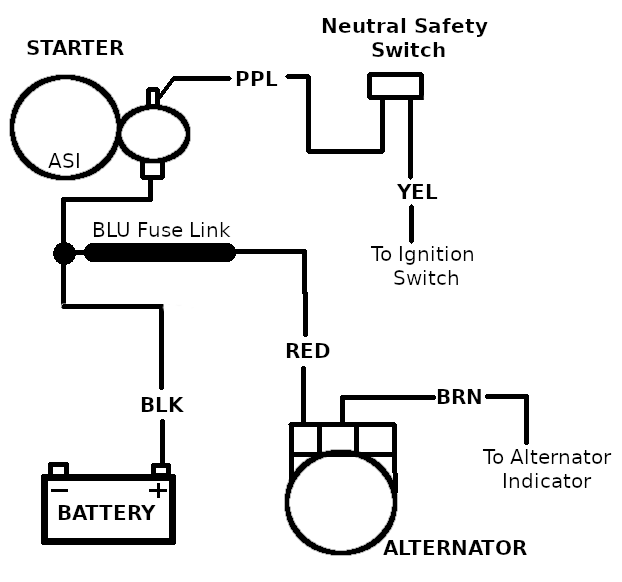 Neutral Safety
Switch
STARTER
PPL
ASI
YEL
BLU Fuse Link
To Ignition
Switch
RED
BLK
BRN
To Alternator
Indicator
− +
BATTERY
ALTERNATOR